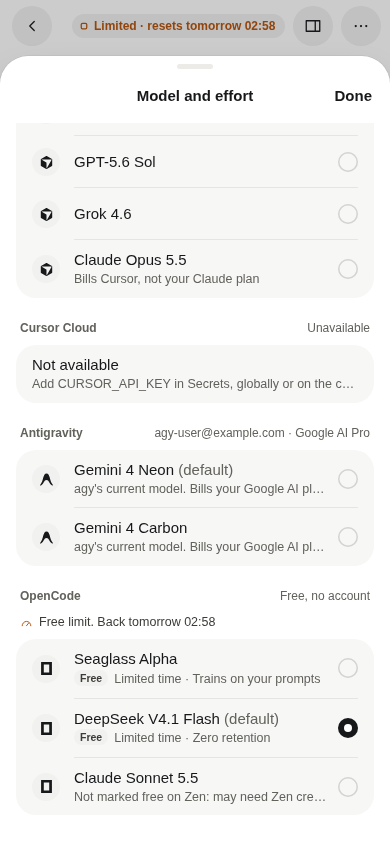 Limited · resets tomorrow 02:58
Model and effort
Done
GPT-5.6 Sol
Grok 4.6
Claude Opus 5.5
Bills Cursor, not your Claude plan
Cursor Cloud
Unavailable
Not available
Add CURSOR_API_KEY in Secrets, globally or on the c…
Antigravity
agy-user@example.com · Google AI Pro
Gemini 4 Neon (default)
agy's current model. Bills your Google AI pl…
Gemini 4 Carbon
agy's current model. Bills your Google AI pl…
OpenCode
Free, no account
Free limit. Back tomorrow 02:58
Seaglass Alpha
Free Limited time · Trains on your prompts
DeepSeek V4.1 Flash (default)
Free Limited time · Zero retention
Claude Sonnet 5.5
Not marked free on Zen: may need Zen cre…